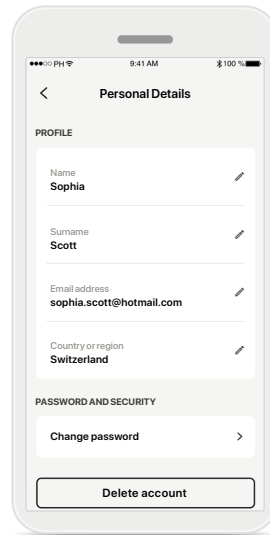 ●●●○○ PH 9:41 AM 100 %
Personal Details
PROFILE
Name
Sophia
Surname
Scott
Email address
sophia.scott@hotmail.com
Country or region
Switzerland
PASSWORD AND SECURITY
Change password
Delete account